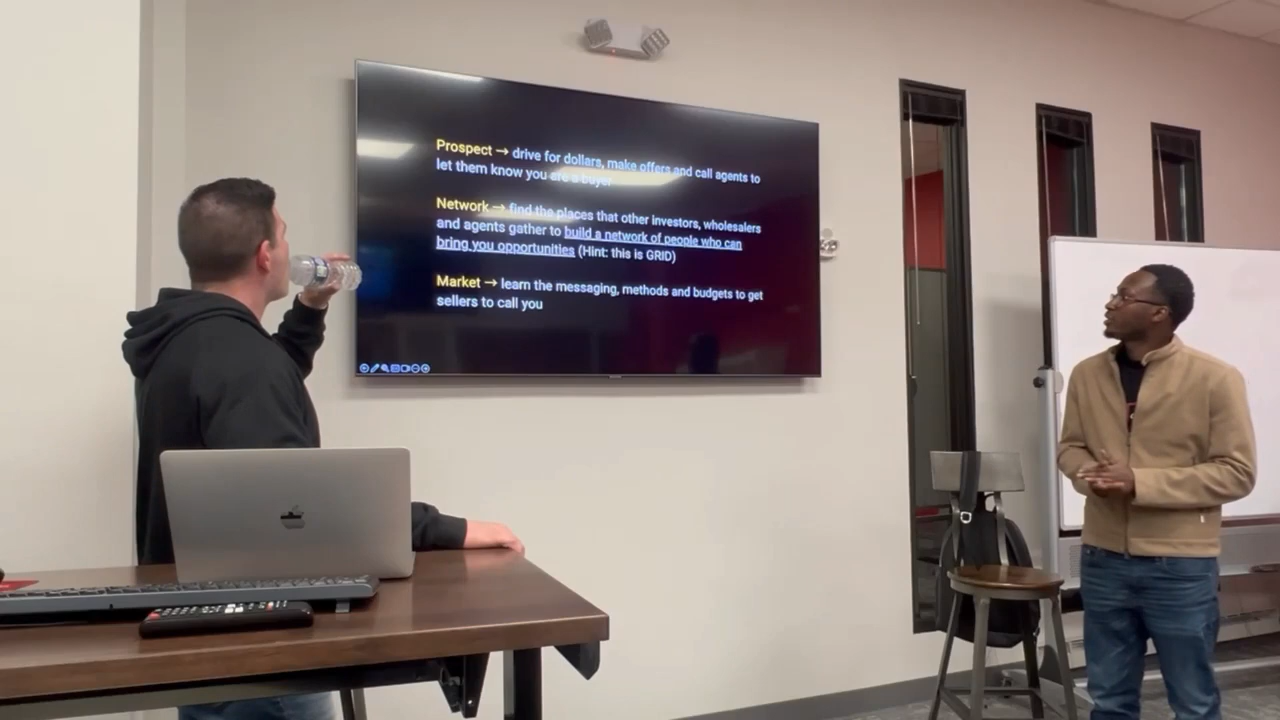 Prospect → drive for dollars, make offers and call agents to
let them know you are a buyer
Network → find the places that other investors, wholesalers
and agents gather to build a network of people who can
bring you opportunities (Hint: this is GRID)
Market → learn the messaging, methods and budgets to get
sellers to call you